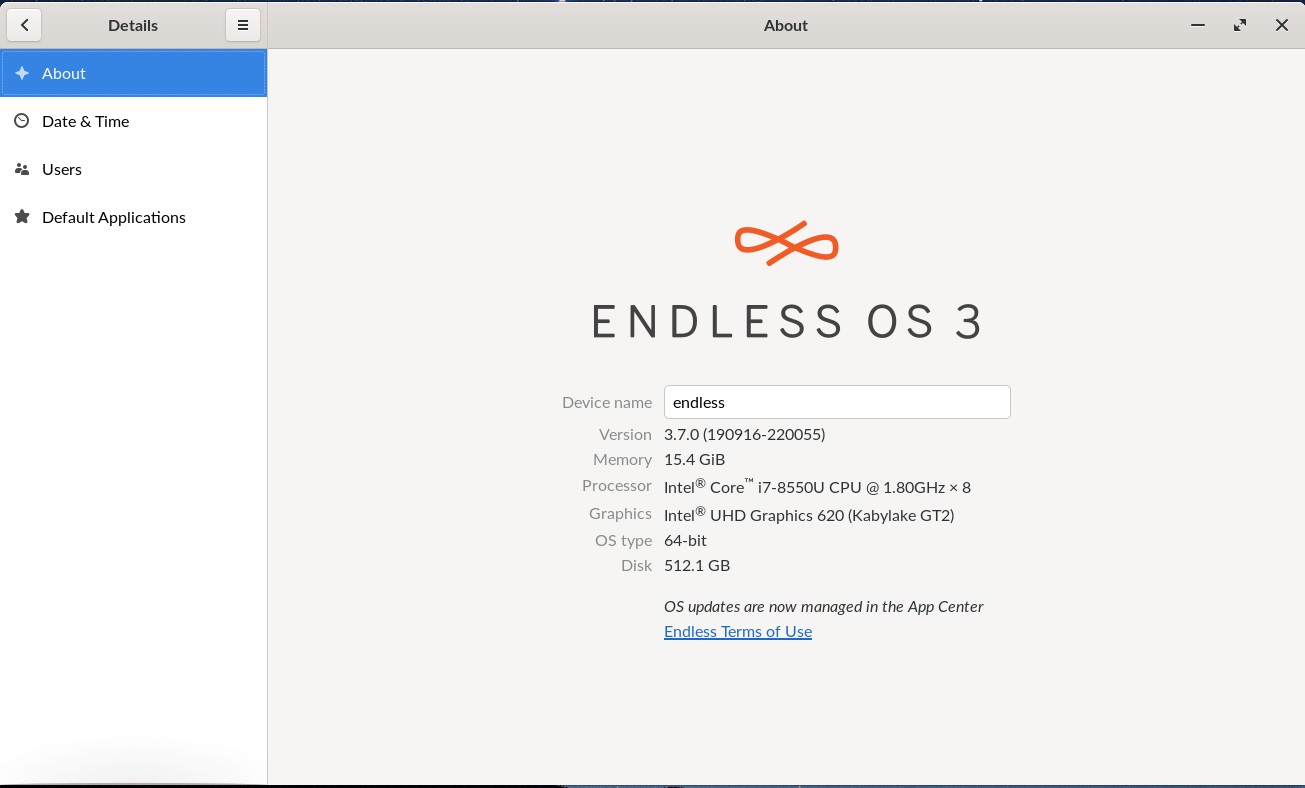 Details
About
About
Date & Time
Users
Default Applications
ENDLESS OS 3
Device name endless
Version 3.7.0 (190916-220055)
Memory 15.4 GiB
Processor Intel® Core™ i7-8550U CPU @ 1.80GHz × 8
Graphics Intel® UHD Graphics 620 (Kabylake GT2)
OS type 64-bit
Disk 512.1 GB
OS updates are now managed in the App Center
Endless Terms of Use